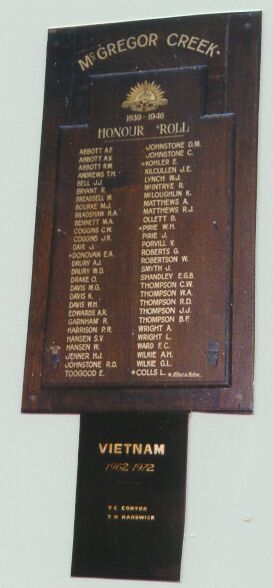 McGREGOR CREEK
1939 - 1946
HONOUR ROLL
ABBOTT A.F.
ABBOTT A.V.
ABBOTT R.W.
ANDREWS T.H.
BELL J.J.
BRYANT R.
BREADSELL W.
BOURKE M.J.
BRADSHAW R.A.
BENNETT M.A.
COGGINS C.W.
COGGINS J.R.
DAIR J.
*DONOVAN E.A.
DRURY A.J.
DRURY W.D.
DRAKE O.
DAVIS M.G.
DAVIS K.
DAVIS W.H.
EDWARDS A.R.
GARNHAM R.
HARRISON P.R.
HANSEN S.V.
HANSEN W.
JENNER H.J.
JOHNSTONE R.D.
TOOGOOD E.
JOHNSTONE D.M.
JOHNSTONE C.
*KOHLER E.
KILCULLEN J.E.
LYNCH W.J.
McINTYRE R.
McLOUGHLIN K.
MATTHEWS A.
MATTHEWS R.J.
OLLETT B.
*PIRIE W.H.
PIRIE J.
PORVILL V.
ROBERTS G.
ROBERTSON W.
SMYTH J.
SHANDLEY E.G.B.
THOMPSON C.W.
THOMPSON W.A.
THOMPSON R.D.
THOMPSON J.J.
THOMPSON B.F.
WRIGHT A.
WRIGHT L.
WARD F.C.
WILKIE A.H.
WILKIE G.L.
*COLLS L. *Killed in Action
VIETNAM
1962 1972
T C CONTOR
T N HARDWICK